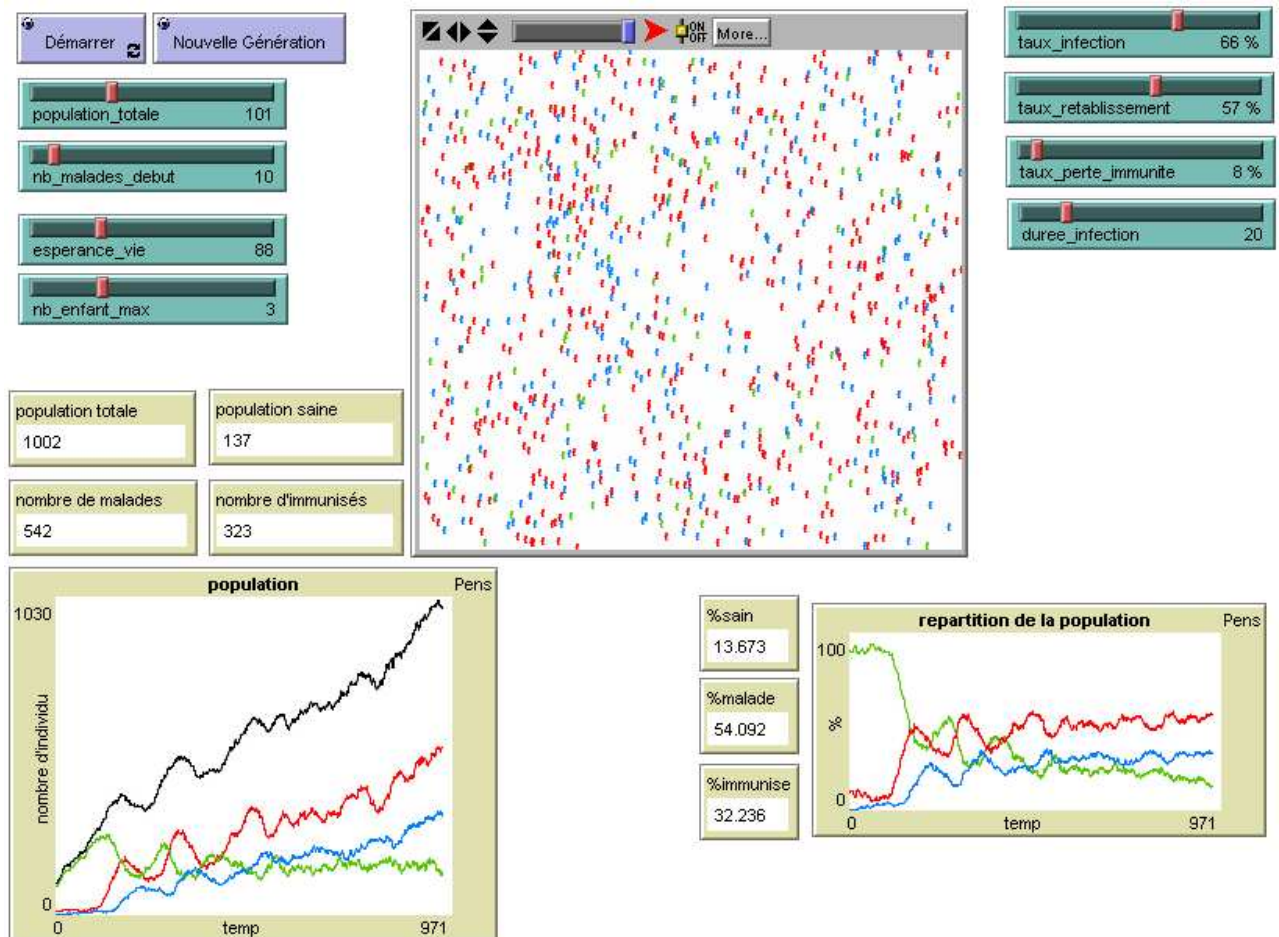 Démarrer
Nouvelle Génération
population_totale 101
nb_malades_debut 10
esperance_vie 88
nb_enfant_max 3
ON
OFF
More...
taux_infection 66 %
taux_retablissement 57 %
taux_perte_immunite 8 %
duree_infection 20
population totale
1002
population saine
137
nombre de malades
542
nombre d'immunisés
323
population
Pens
1030
nombre d'individu
0
0
temp
971
%sain
13.673
%malade
54.092
%immunise
32.236
repartition de la population
Pens
100
%
0
0
temp
971